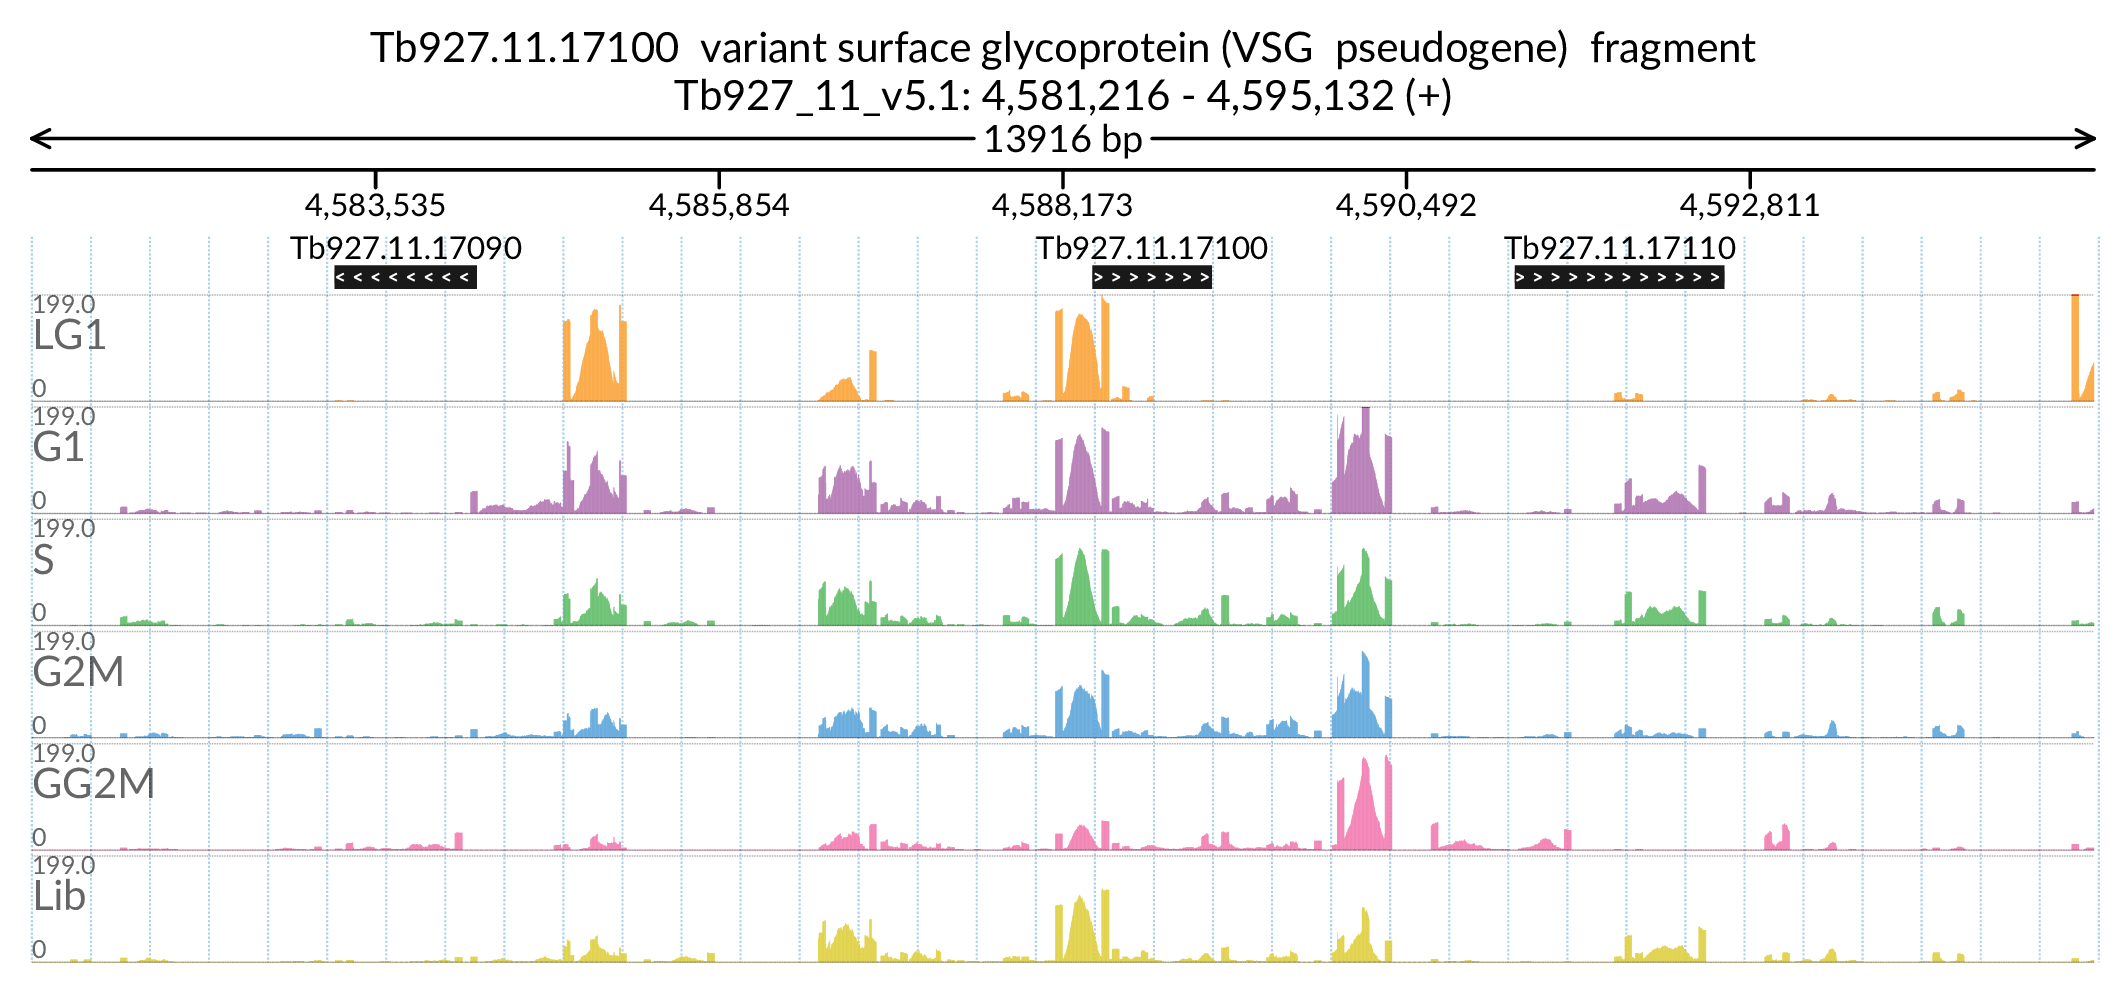 Tb927.11.17100 variant surface glycoprotein (VSG pseudogene) fragment
Tb927_11_v5.1: 4,581,216 - 4,595,132 (+)
13916 bp
4,583,535 4,585,854 4,588,173 4,590,492 4,592,811
Tb927.11.17090 Tb927.11.17100 Tb927.11.17110
199.0
LG1
0
199.0
G1
0
199.0
S
0
199.0
G2M
0
199.0
GG2M
0
199.0
Lib
0